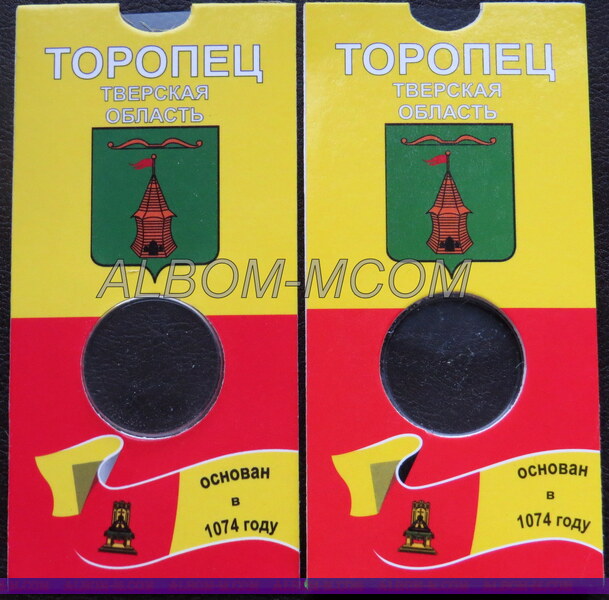 ТОРОПЕЦ
ТВЕРСКАЯ
ОБЛАСТЬ
ТОРОПЕЦ
ТВЕРСКАЯ
ОБЛАСТЬ
ALBOM-MCOM
основан
в
1074 году
основан
в
1074 году